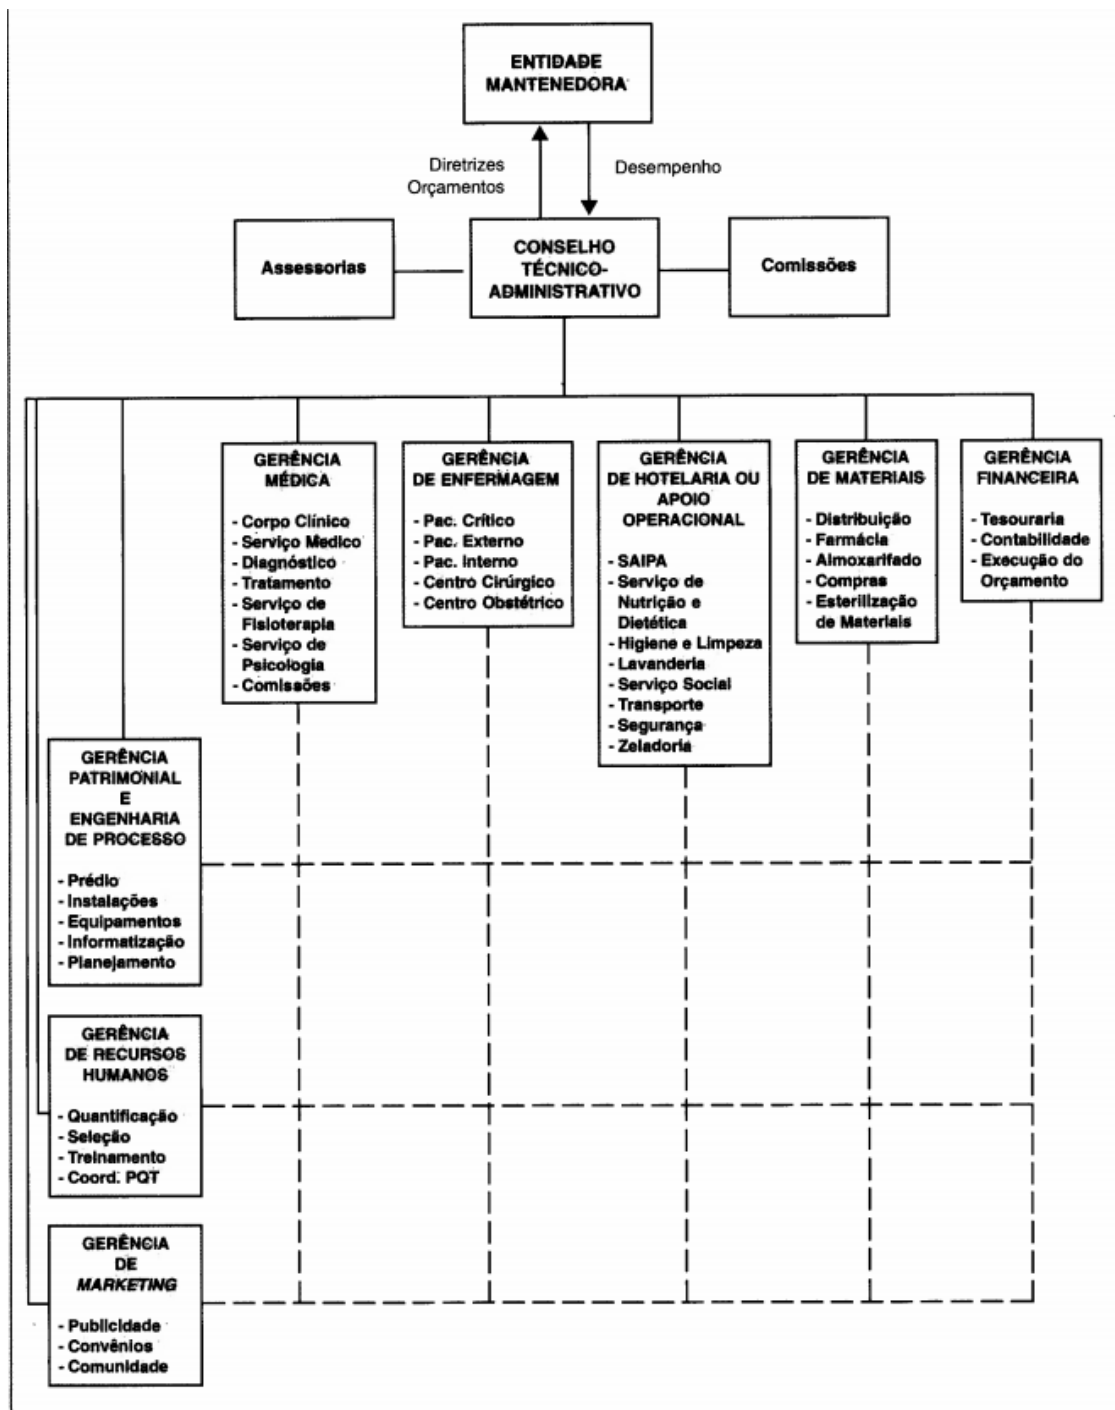 ENTIDADE
MANTENEDORA
Diretrizes
Orçamentos
Desempenho
Assessorias
CONSELHO
TÉCNICO-
ADMINISTRATIVO
Comissões
GERÊNCIA
MÉDICA
- Corpo Clínico
- Serviço Medico
- Diagnóstico
- Tratamento
- Serviço de
Fisioterapia
- Serviço de
Psicologia
- Comissões
GERÊNCIA
DE ENFERMAGEM
- Pac. Crítico
- Pac. Externo
- Pac. Interno
- Centro Cirúrgico
- Centro Obstétrico
GERÊNCIA
DE HOTELARIA OU
APOIO
OPERACIONAL
- SAIPA
- Serviço de
Nutrição e
Dietética
- Higiene e Limpeza
- Lavanderia
- Serviço Social
- Transporte
- Segurança
- Zeladoria
GERÊNCIA
DE MATERIAIS
- Distribuição
- Farmácia
- Almoxarifado
- Compras
- Esterilização
de Materiais
GERÊNCIA
FINANCEIRA
- Tesouraria
- Contabilidade
- Execução do
Orçamento
GERÊNCIA
PATRIMONIAL
E
ENGENHARIA
DE PROCESSO
- Prédio
- Instalações
- Equipamentos
- Informatização
- Planejamento
GERÊNCIA
DE RECURSOS
HUMANOS
- Quantificação
- Seleção
- Treinamento
- Coord. PQT
GERÊNCIA
DE
MARKETING
- Publicidade
- Convênios
- Comunidade